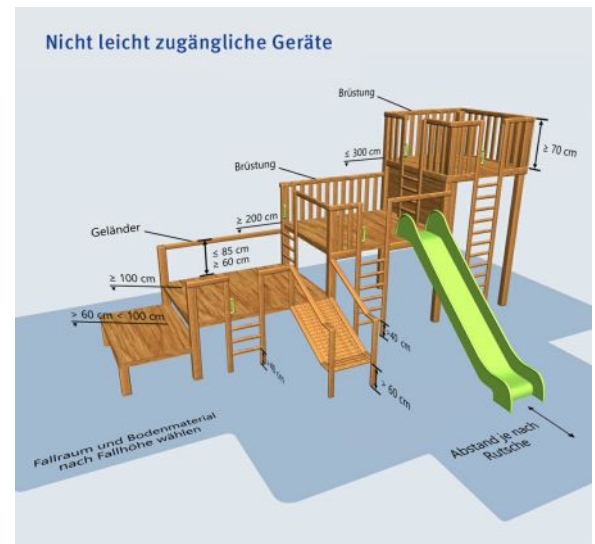 Nicht leicht zugängliche Geräte
Brüstung
≤ 300 cm
≥ 70 cm
Brüstung
≥ 200 cm
Geländer
≤ 85 cm
≥ 60 cm
≥ 100 cm
> 60 cm < 100 cm
>40 cm
>40 cm
> 60 cm
Fallraum und Bodenmaterial
nach Fallhöhe wählen
Abstand je nach
Rutsche